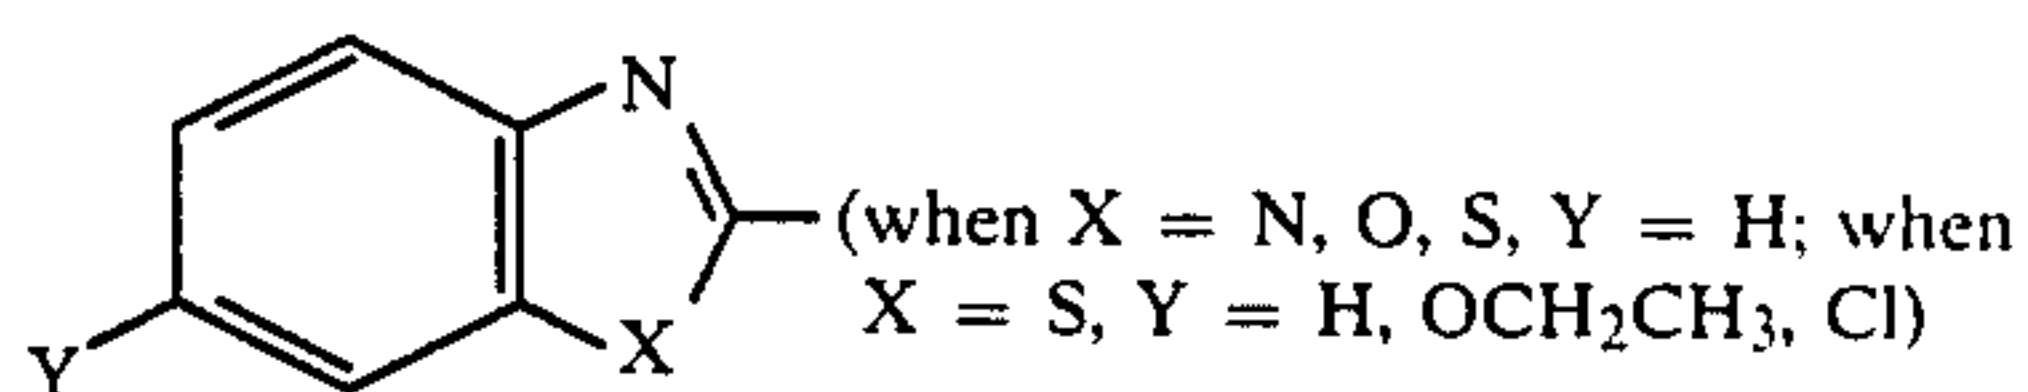 N
(when X = N, O, S, Y = H; when
X = S, Y = H, OCH₂CH₃, Cl)
X
Y